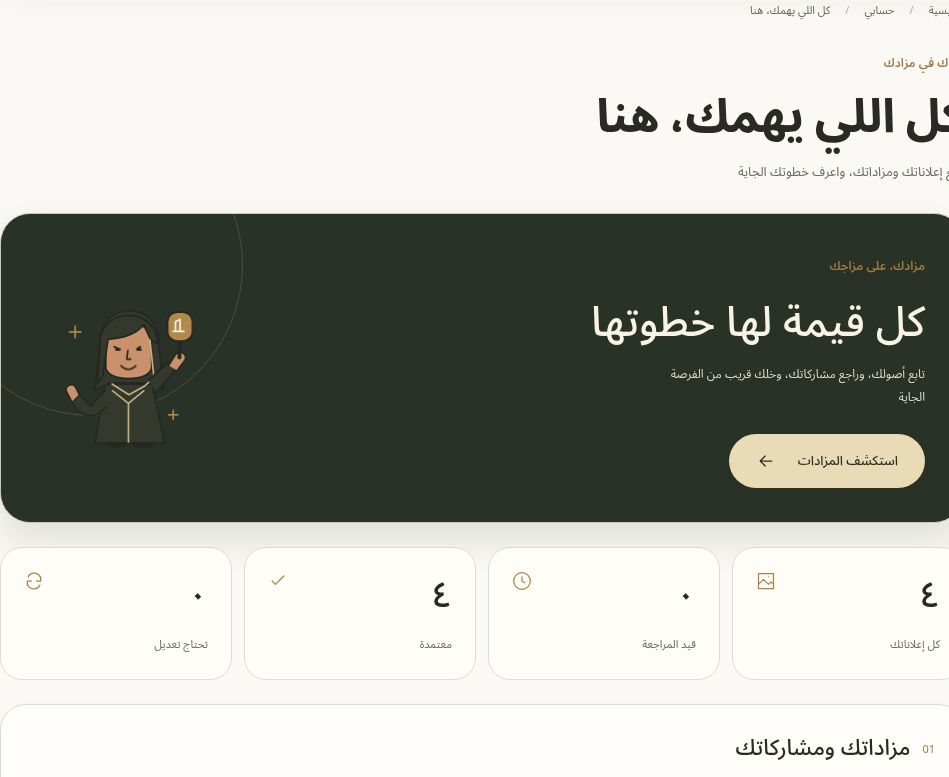 / حسابي / كل اللي يهمك، هنا
في مزادك
اللي يهمك، هنا
إعلاناتك ومزاداتك، واعرف خطوتك الجاية
مزادك، على مزاجك
كل قيمة لها خطوتها
تابع أصولك، وراجع مشاركاتك، وخلك قريب من الفرصة
الجاية
استكشف المزادات
٤
كل إعلاناتك
٠
قيد المراجعة
٤
معتمدة
٠
تحتاج تعديل
01 مزاداتك ومشاركاتك